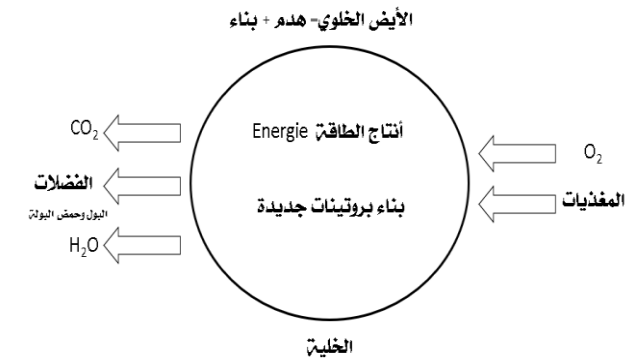 الأيض الخلوي- هدم + بناء
أنتاج الطاقة Energie
بناء بروتينات جديدة
O₂
المغذيات
CO₂
الفضلات
البول وحمض البولة
H₂O
الخلية